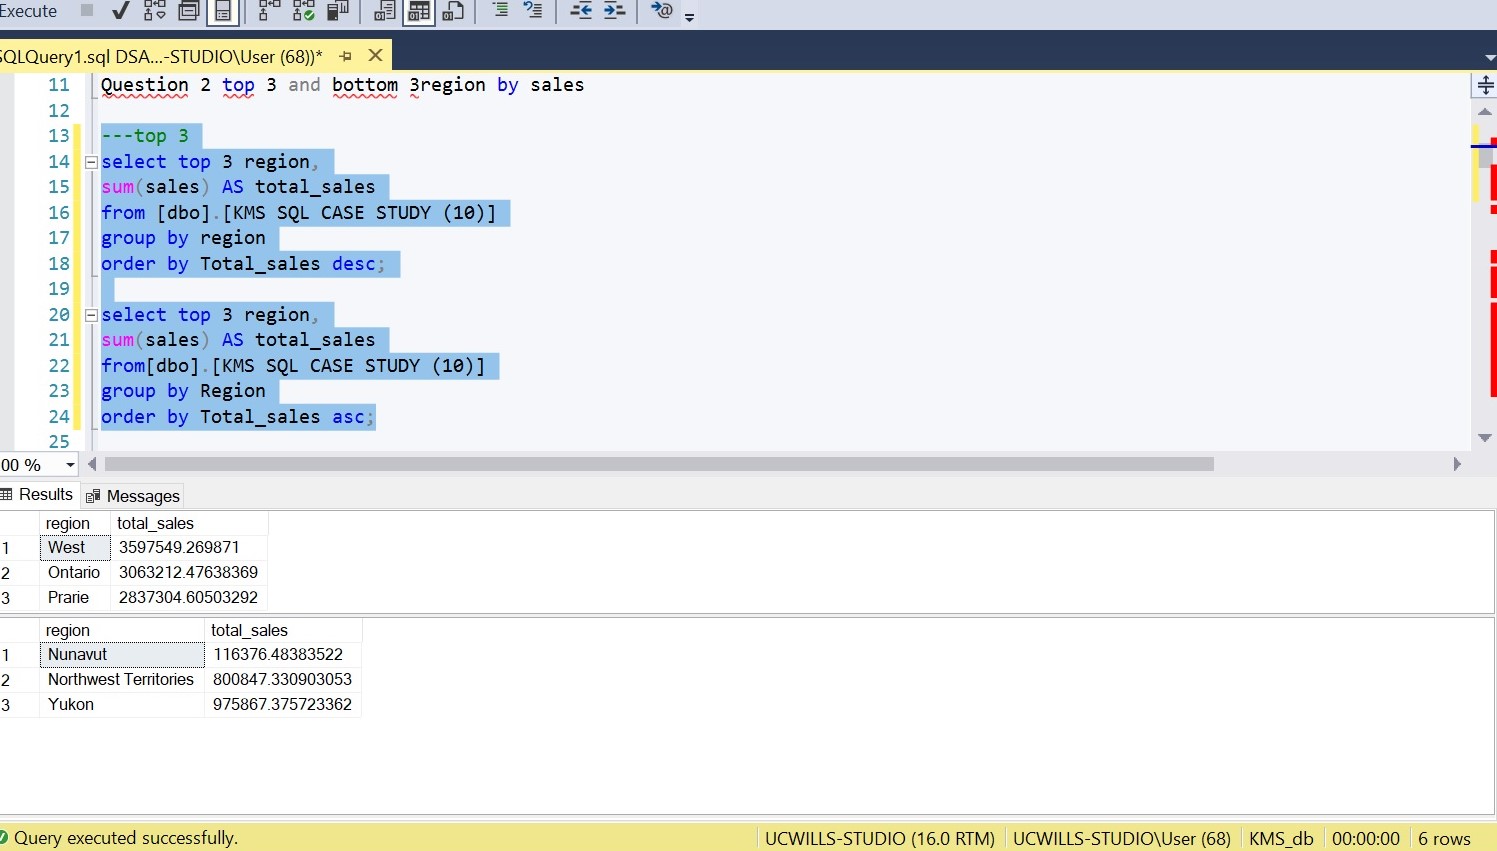 Execute
SQLQuery1.sql DSA...-STUDIO\User (68))*
11 Question 2 top 3 and bottom 3region by sales
12
13 ---top 3
14 select top 3 region,
15 sum(sales) AS total_sales
16 from [dbo].[KMS SQL CASE STUDY (10)]
17 group by region
18 order by Total_sales desc;
19
20 select top 3 region,
21 sum(sales) AS total_sales
22 from[dbo].[KMS SQL CASE STUDY (10)]
23 group by Region
24 order by Total_sales asc;
25
00 %
Results Messages
region total_sales
1 West 3597549.269871
2 Ontario 3063212.47638369
3 Prarie 2837304.60503292
region total_sales
1 Nunavut 116376.48383522
2 Northwest Territories 800847.330903053
3 Yukon 975867.375723362
Query executed successfully. UCWILLS-STUDIO (16.0 RTM) UCWILLS-STUDIO\User (68) KMS_db 00:00:00 6 rows